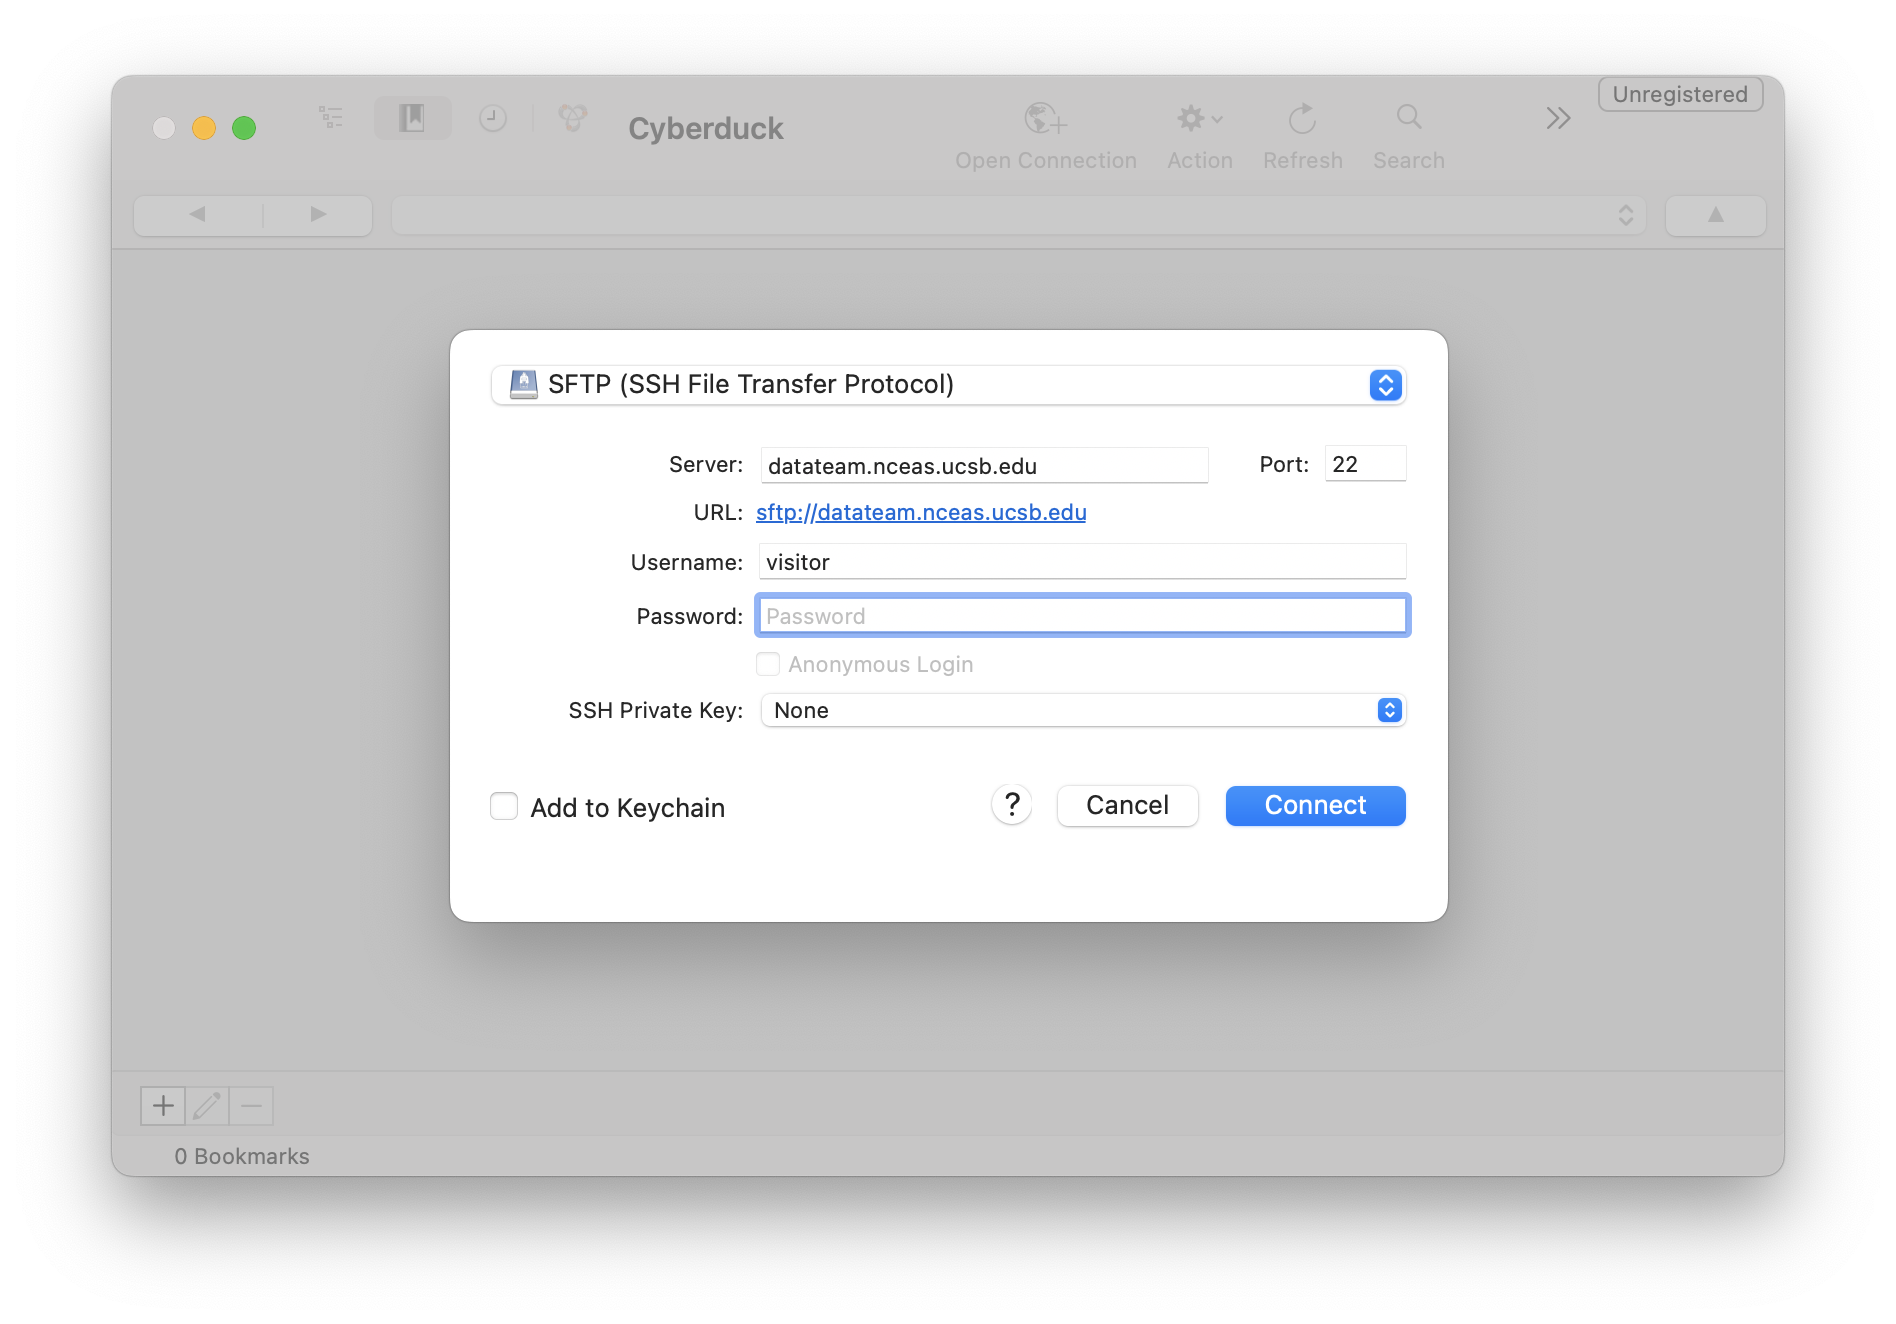 Unregistered
Cyberduck
Open Connection Action Refresh Search
SFTP (SSH File Transfer Protocol)
Server: datateam.nceas.ucsb.edu Port: 22
URL: sftp://datateam.nceas.ucsb.edu
Username: visitor
Password: Password
Anonymous Login
SSH Private Key: None
Add to Keychain ? Cancel Connect
0 Bookmarks